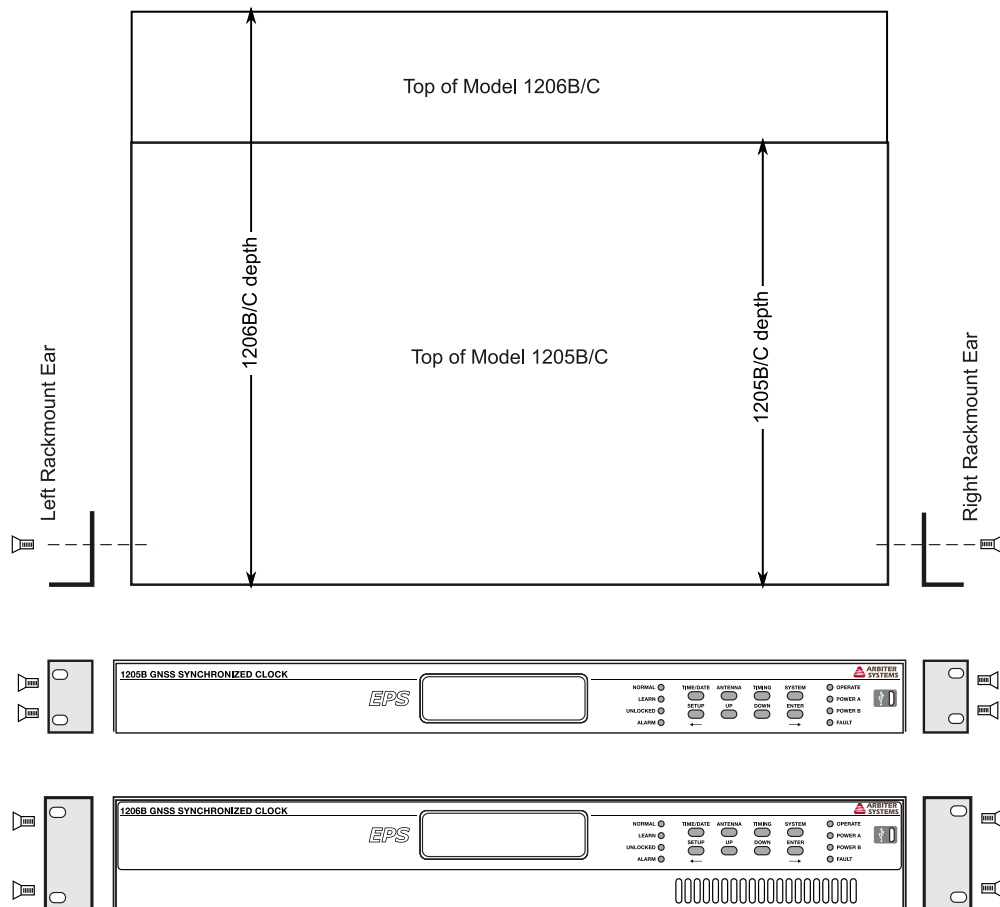 Top of Model 1206B/C
1206B/C depth
1205B/C depth
Top of Model 1205B/C
Left Rackmount Ear
Right Rackmount Ear
1205B GNSS SYNCHRONIZED CLOCK
ARBITER
SYSTEMS
EPS
NORMAL TIME/DATE ANTENNA TIMING SYSTEM OPERATE
LEARN POWER A
UNLOCKED SETUP UP DOWN ENTER POWER B
ALARM FAULT
1206B GNSS SYNCHRONIZED CLOCK
ARBITER
SYSTEMS
EPS
NORMAL TIME/DATE ANTENNA TIMING SYSTEM OPERATE
LEARN POWER A
UNLOCKED SETUP UP DOWN ENTER POWER B
ALARM FAULT